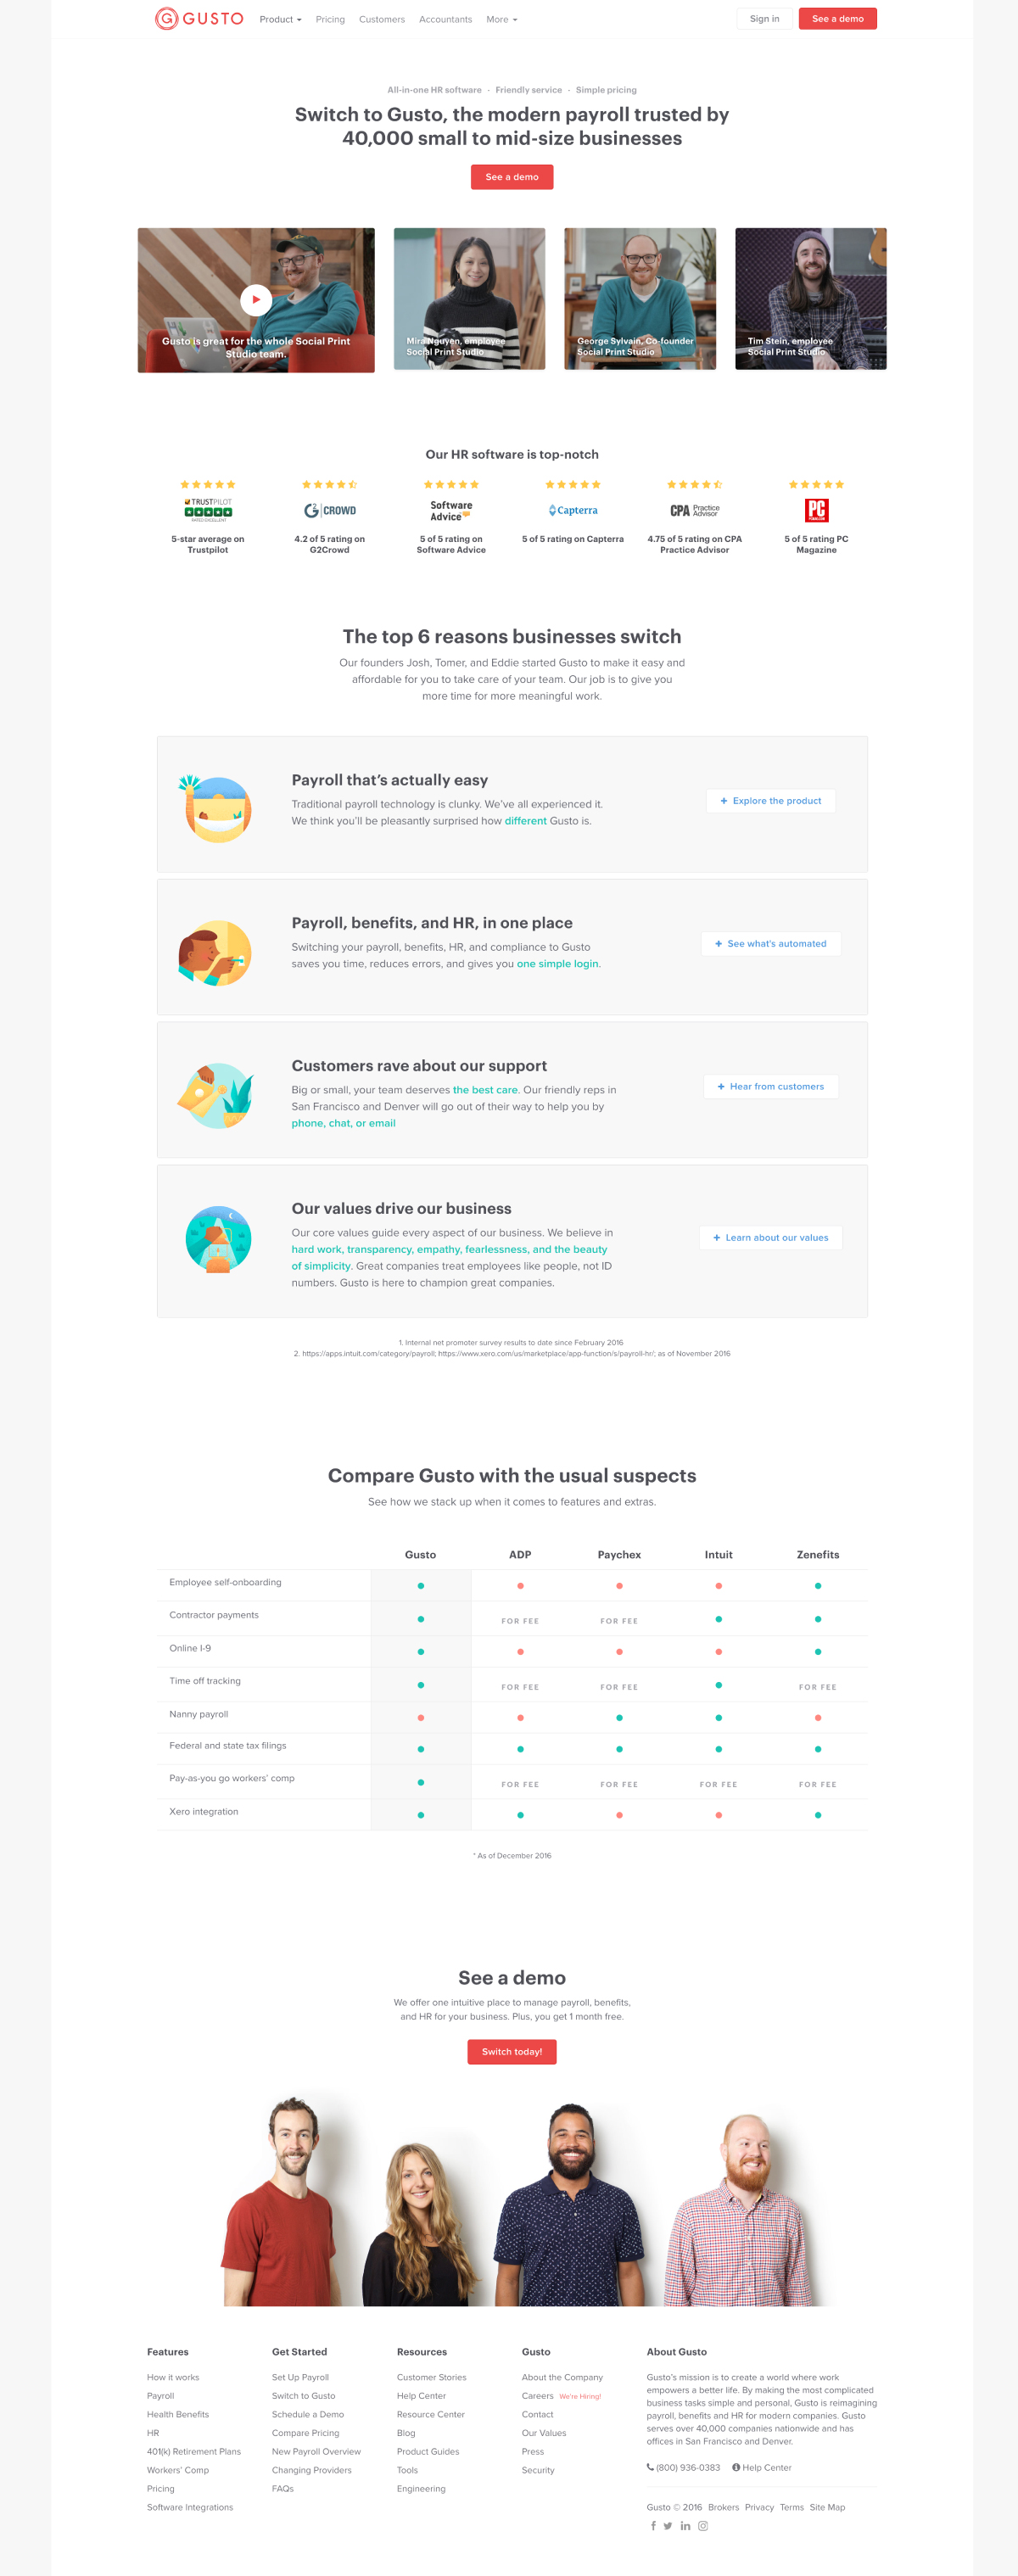 GUSTO
Product
Pricing
Customers
Accountants
More
Sign in
See a demo
All-in-one HR software · Friendly service · Simple pricing
Switch to Gusto, the modern payroll trusted by
40,000 small to mid-size businesses
See a demo
Gusto is great for the whole Social Print
Studio team.
Mira Nguyen, employee
Social Print Studio
George Sylvain, Co-founder
Social Print Studio
Tim Stein, employee
Social Print Studio
Our HR software is top-notch
TRUSTPILOT
RATED EXCELLENT
5-star average on
Trustpilot
G2 CROWD
4.2 of 5 rating on
G2Crowd
Software
Advice
5 of 5 rating on
Software Advice
Capterra
5 of 5 rating on Capterra
CPA Practice
Advisor
4.75 of 5 rating on CPA
Practice Advisor
PC
5 of 5 rating PC
Magazine
The top 6 reasons businesses switch
Our founders Josh, Tomer, and Eddie started Gusto to make it easy and
affordable for you to take care of your team. Our job is to give you
more time for more meaningful work.
Payroll that’s actually easy
Traditional payroll technology is clunky. We’ve all experienced it.
We think you’ll be pleasantly surprised how different Gusto is.
+ Explore the product
Payroll, benefits, and HR, in one place
Switching your payroll, benefits, HR, and compliance to Gusto
saves you time, reduces errors, and gives you one simple login.
+ See what's automated
Customers rave about our support
Big or small, your team deserves the best care. Our friendly reps in
San Francisco and Denver will go out of their way to help you by
phone, chat, or email
+ Hear from customers
Our values drive our business
Our core values guide every aspect of our business. We believe in
hard work, transparency, empathy, fearlessness, and the beauty
of simplicity. Great companies treat employees like people, not ID
numbers. Gusto is here to champion great companies.
+ Learn about our values
1. Internal net promoter survey results to date since February 2016
2. https://apps.intuit.com/category/payroll; https://www.xero.com/us/marketplace/app-function/s/payroll-hr/; as of November 2016
Compare Gusto with the usual suspects
See how we stack up when it comes to features and extras.
Gusto ADP Paychex Intuit Zenefits
Employee self-onboarding
Contractor payments FOR FEE FOR FEE
Online I-9
Time off tracking FOR FEE FOR FEE FOR FEE
Nanny payroll
Federal and state tax filings
Pay-as-you go workers’ comp FOR FEE FOR FEE FOR FEE FOR FEE
Xero integration
* As of December 2016
See a demo
We offer one intuitive place to manage payroll, benefits,
and HR for your business. Plus, you get 1 month free.
Switch today!
Features
How it works
Payroll
Health Benefits
HR
401(k) Retirement Plans
Workers’ Comp
Pricing
Software Integrations
Get Started
Set Up Payroll
Switch to Gusto
Schedule a Demo
Compare Pricing
New Payroll Overview
Changing Providers
FAQs
Resources
Customer Stories
Help Center
Resource Center
Blog
Product Guides
Tools
Engineering
Gusto
About the Company
Careers We're Hiring!
Contact
Our Values
Press
Security
About Gusto
Gusto’s mission is to create a world where work
empowers a better life. By making the most complicated
business tasks simple and personal, Gusto is reimagining
payroll, benefits and HR for modern companies. Gusto
serves over 40,000 companies nationwide and has
offices in San Francisco and Denver.
(800) 936-0383 Help Center
Gusto © 2016 Brokers Privacy Terms Site Map